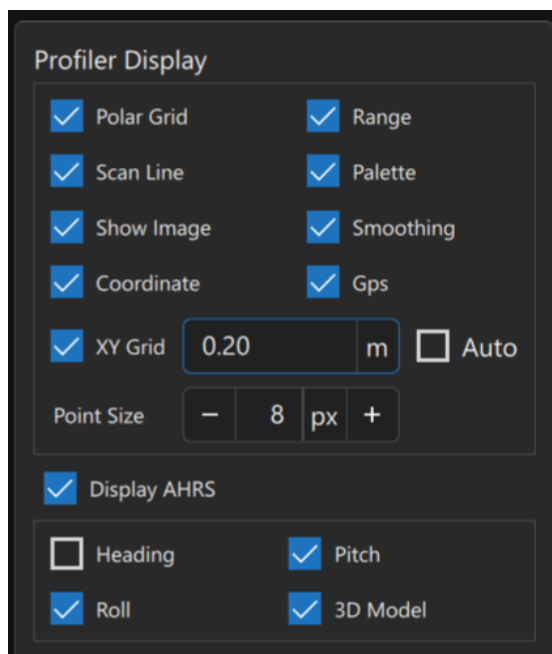 Profiler Display
Polar Grid Range
Scan Line Palette
Show Image Smoothing
Coordinate Gps
XY Grid 0.20 m Auto
Point Size − 8 px +
Display AHRS
Heading Pitch
Roll 3D Model